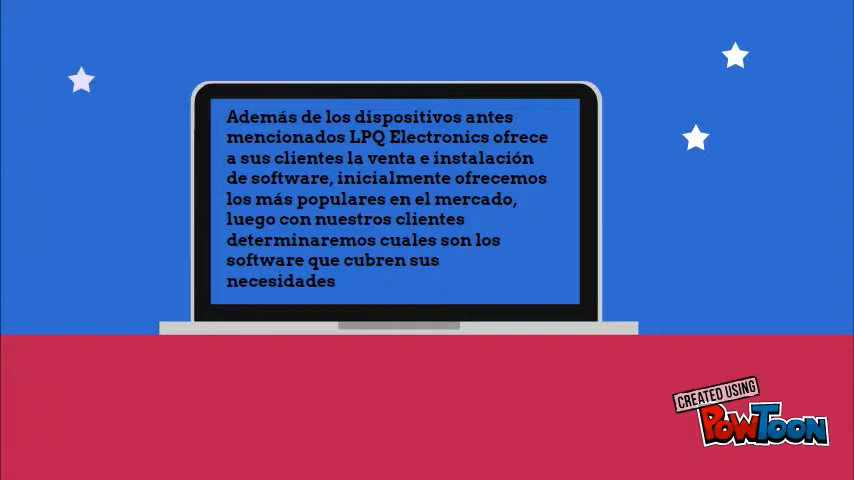 Además de los dispositivos antes
mencionados LPQ Electronics ofrece
a sus clientes la venta e instalación
de software, inicialmente ofrecemos
los más populares en el mercado,
luego con nuestros clientes
determinaremos cuales son los
software que cubren sus
necesidades
CREATED USING
POWTOON